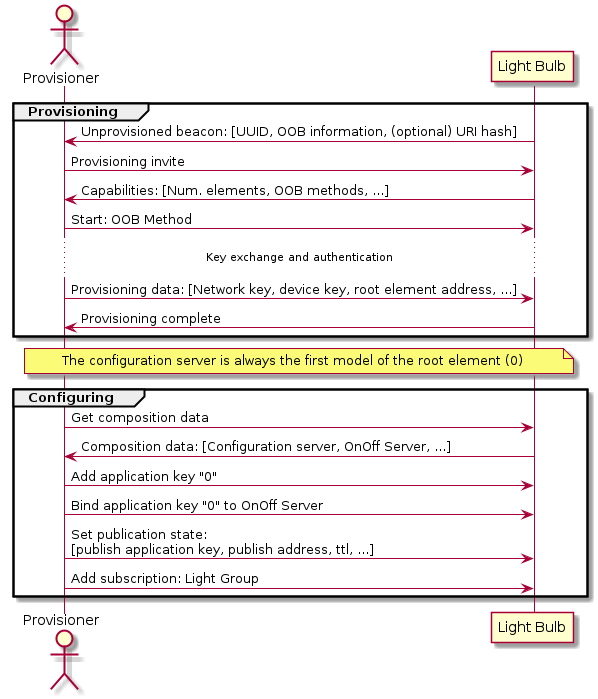 Provisioner
Light Bulb
Provisioning
Unprovisioned beacon: [UUID, OOB information, (optional) URI hash]
Provisioning invite
Capabilities: [Num. elements, OOB methods, ...]
Start: OOB Method
Key exchange and authentication
Provisioning data: [Network key, device key, root element address, ...]
Provisioning complete
The configuration server is always the first model of the root element (0)
Configuring
Get composition data
Composition data: [Configuration server, OnOff Server, ...]
Add application key "0"
Bind application key "0" to OnOff Server
Set publication state:
[publish application key, publish address, ttl, ...]
Add subscription: Light Group
Provisioner
Light Bulb